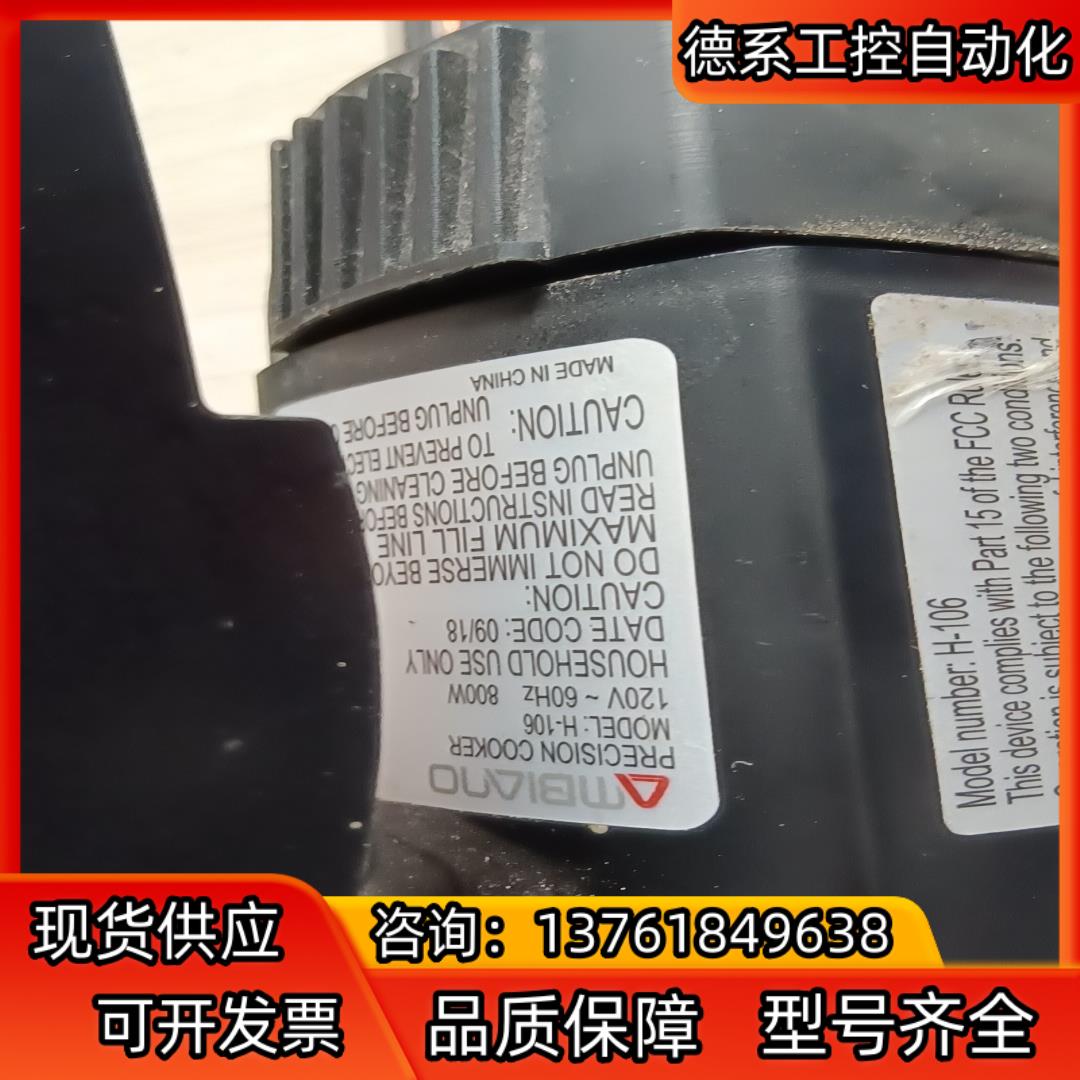 德系工控自动化
AMBIANO
PRECISION COOKER
MODEL: H-106
120V ~ 60Hz 800W
HOUSEHOLD USE ONLY
DATE CODE: 09/18
CAUTION:
DO NOT IMMERSE
MAXIMUM FILL LINE
READ INSTRUCTIONS
UNPLUG BEFORE CLEANING
TO PREVENT
CAUTION: UNPLUG BEFORE
MADE IN CHINA
Model number: H-106
This device complies with Part 15 of the FCC
is subject to the following two conditions:
现货供应
咨询：13761849638
可开发票
品质保障
型号齐全